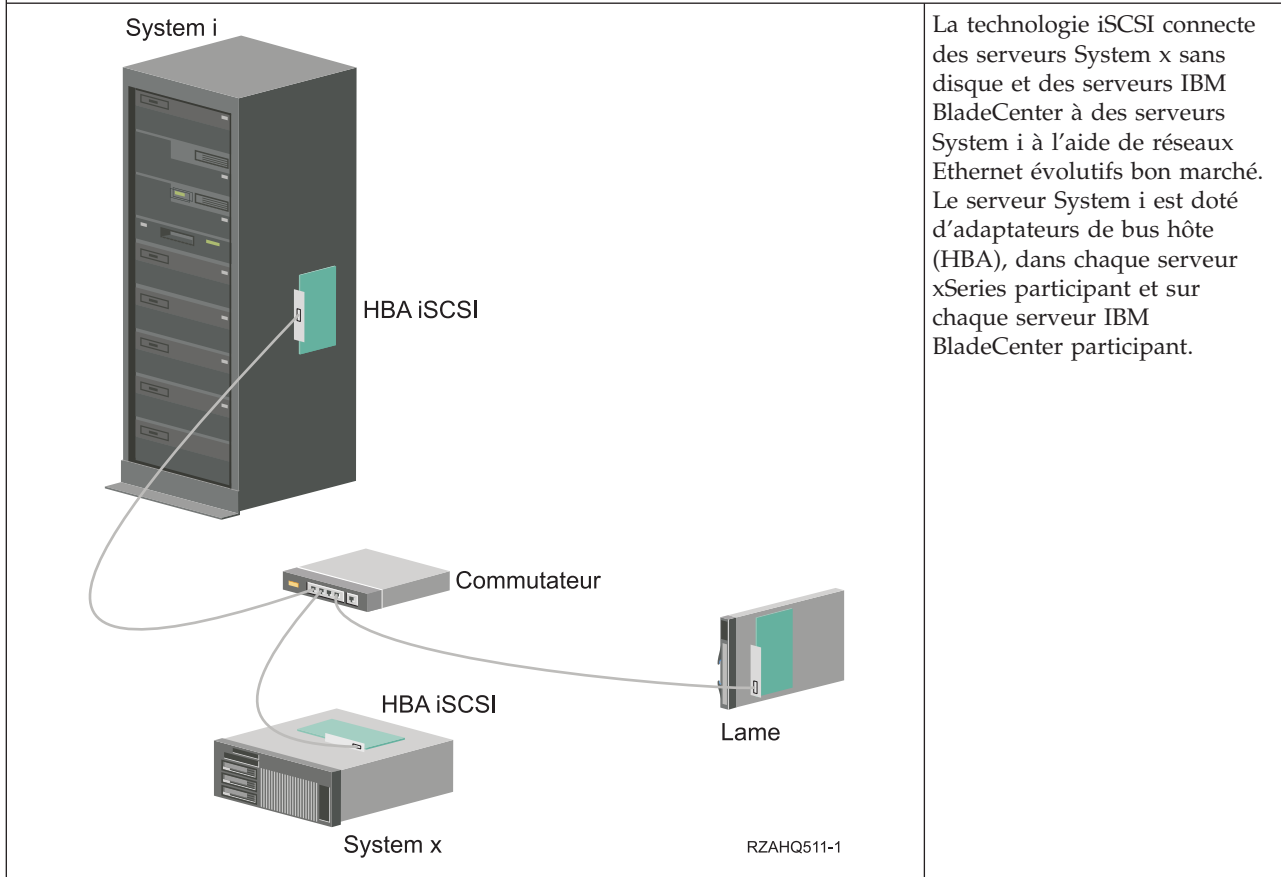 System i
HBA iSCSI
Commutateur
HBA iSCSI
Lame
System x
RZAHQ511-1
La technologie iSCSI connecte
des serveurs System x sans
disque et des serveurs IBM
BladeCenter à des serveurs
System i à l'aide de réseaux
Ethernet évolutifs bon marché.
Le serveur System i est doté
d'adaptateurs de bus hôte
(HBA), dans chaque serveur
xSeries participant et sur
chaque serveur IBM
BladeCenter participant.